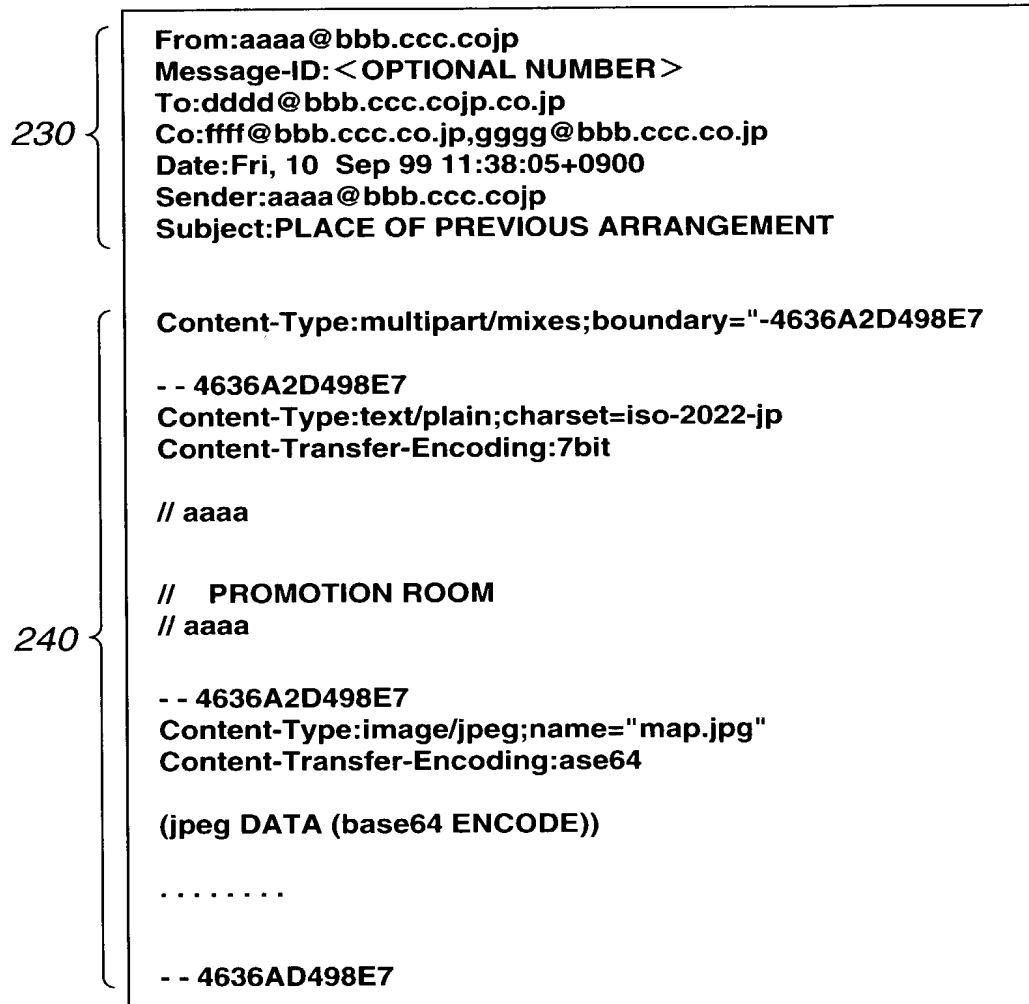 230
From:aaaa@bbb.ccc.cojp
Message-ID:<OPTIONAL NUMBER>
To:dddd@bbb.ccc.cojp.co.jp
Co:ffff@bbb.ccc.co.jp,gggg@bbb.ccc.co.jp
Date:Fri, 10 Sep 99 11:38:05+0900
Sender:aaaa@bbb.ccc.cojp
Subject:PLACE OF PREVIOUS ARRANGEMENT
240
Content-Type:multipart/mixes;boundary="-4636A2D498E7
- - 4636A2D498E7
Content-Type:text/plain;charset=iso-2022-jp
Content-Transfer-Encoding:7bit
// aaaa
// PROMOTION ROOM
// aaaa
- - 4636A2D498E7
Content-Type:image/jpeg;name="map.jpg"
Content-Transfer-Encoding:ase64
(jpeg DATA (base64 ENCODE))
. . . . . . . .
- - 4636AD498E7